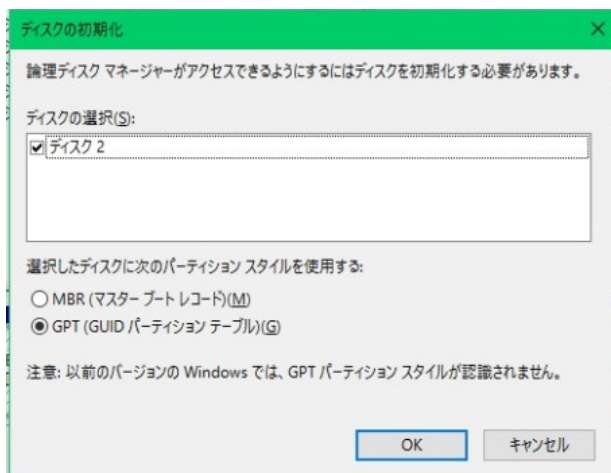 ディスクの初期化
論理ディスク マネージャーがアクセスできるようにするにはディスクを初期化する必要があります。
ディスクの選択(S):
ディスク 2
選択したディスクに次のパーティション スタイルを使用する:
MBR (マスター ブート レコード)(M)
GPT (GUID パーティション テーブル)(G)
注意: 以前のバージョンの Windows では、GPT パーティション スタイルが認識されません。
OK
キャンセル